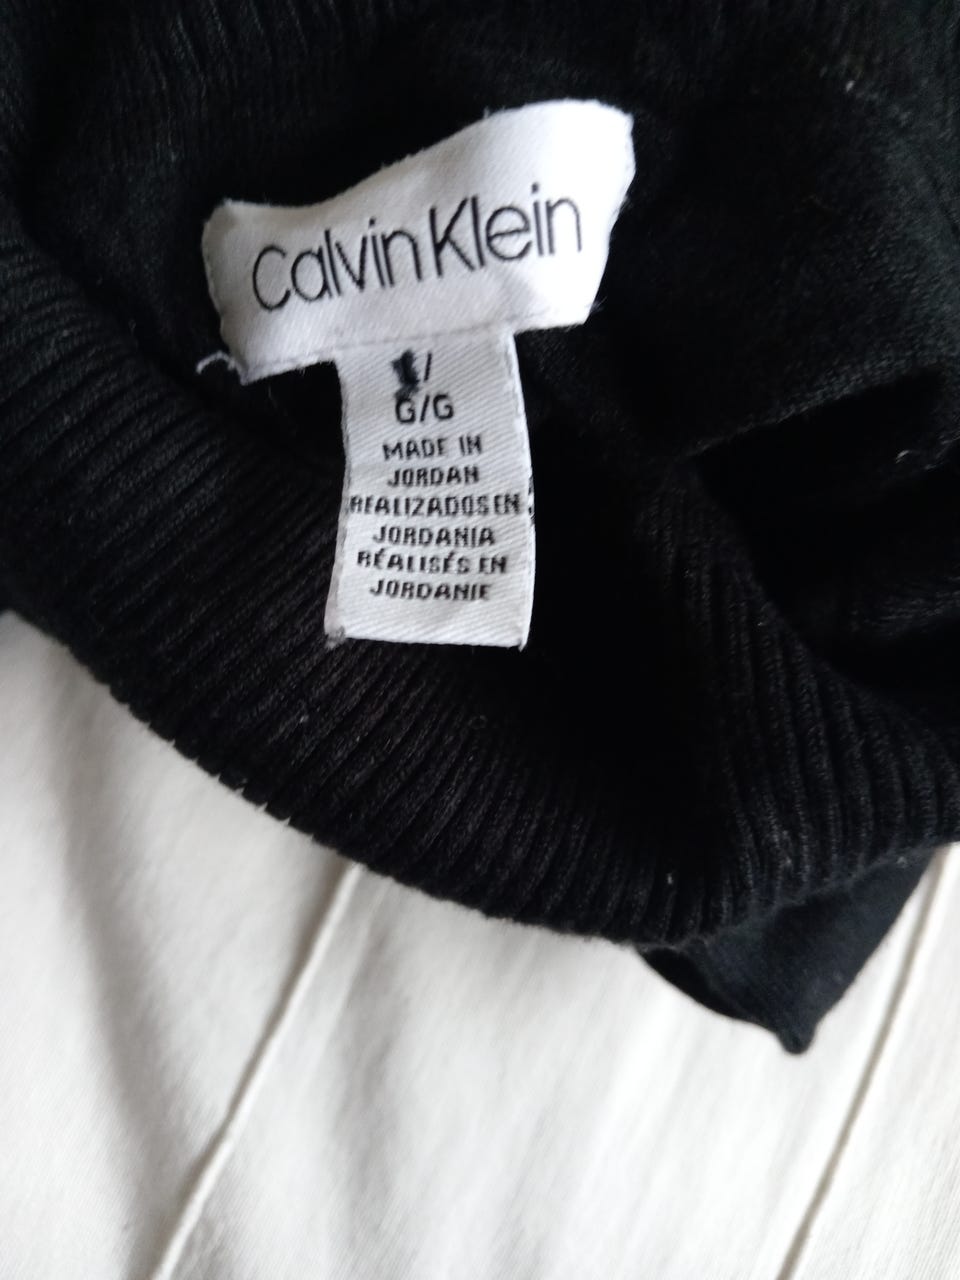 Calvin Klein
/
G/G
MADE IN
JORDAN
REALIZADOS EN
JORDANIA
RÉALISÉS EN
JORDANIE